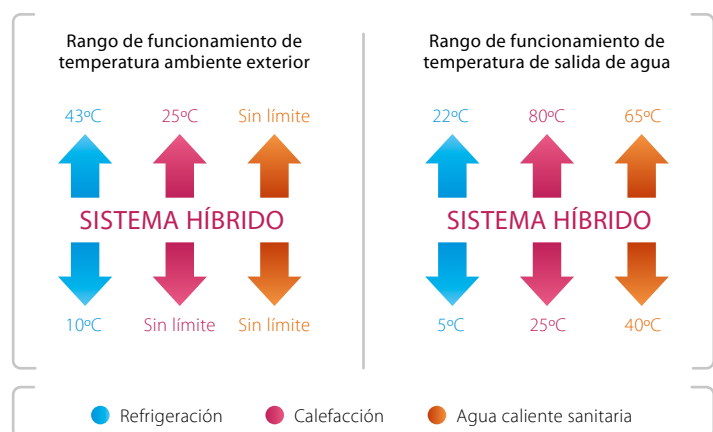 Rango de funcionamiento de
temperatura ambiente exterior
43ºC 25ºC Sin límite
SISTEMA HÍBRIDO
10ºC Sin límite Sin límite
Rango de funcionamiento de
temperatura de salida de agua
22ºC 80ºC 65ºC
SISTEMA HÍBRIDO
5ºC 25ºC 40ºC
Refrigeración Calefacción Agua caliente sanitaria